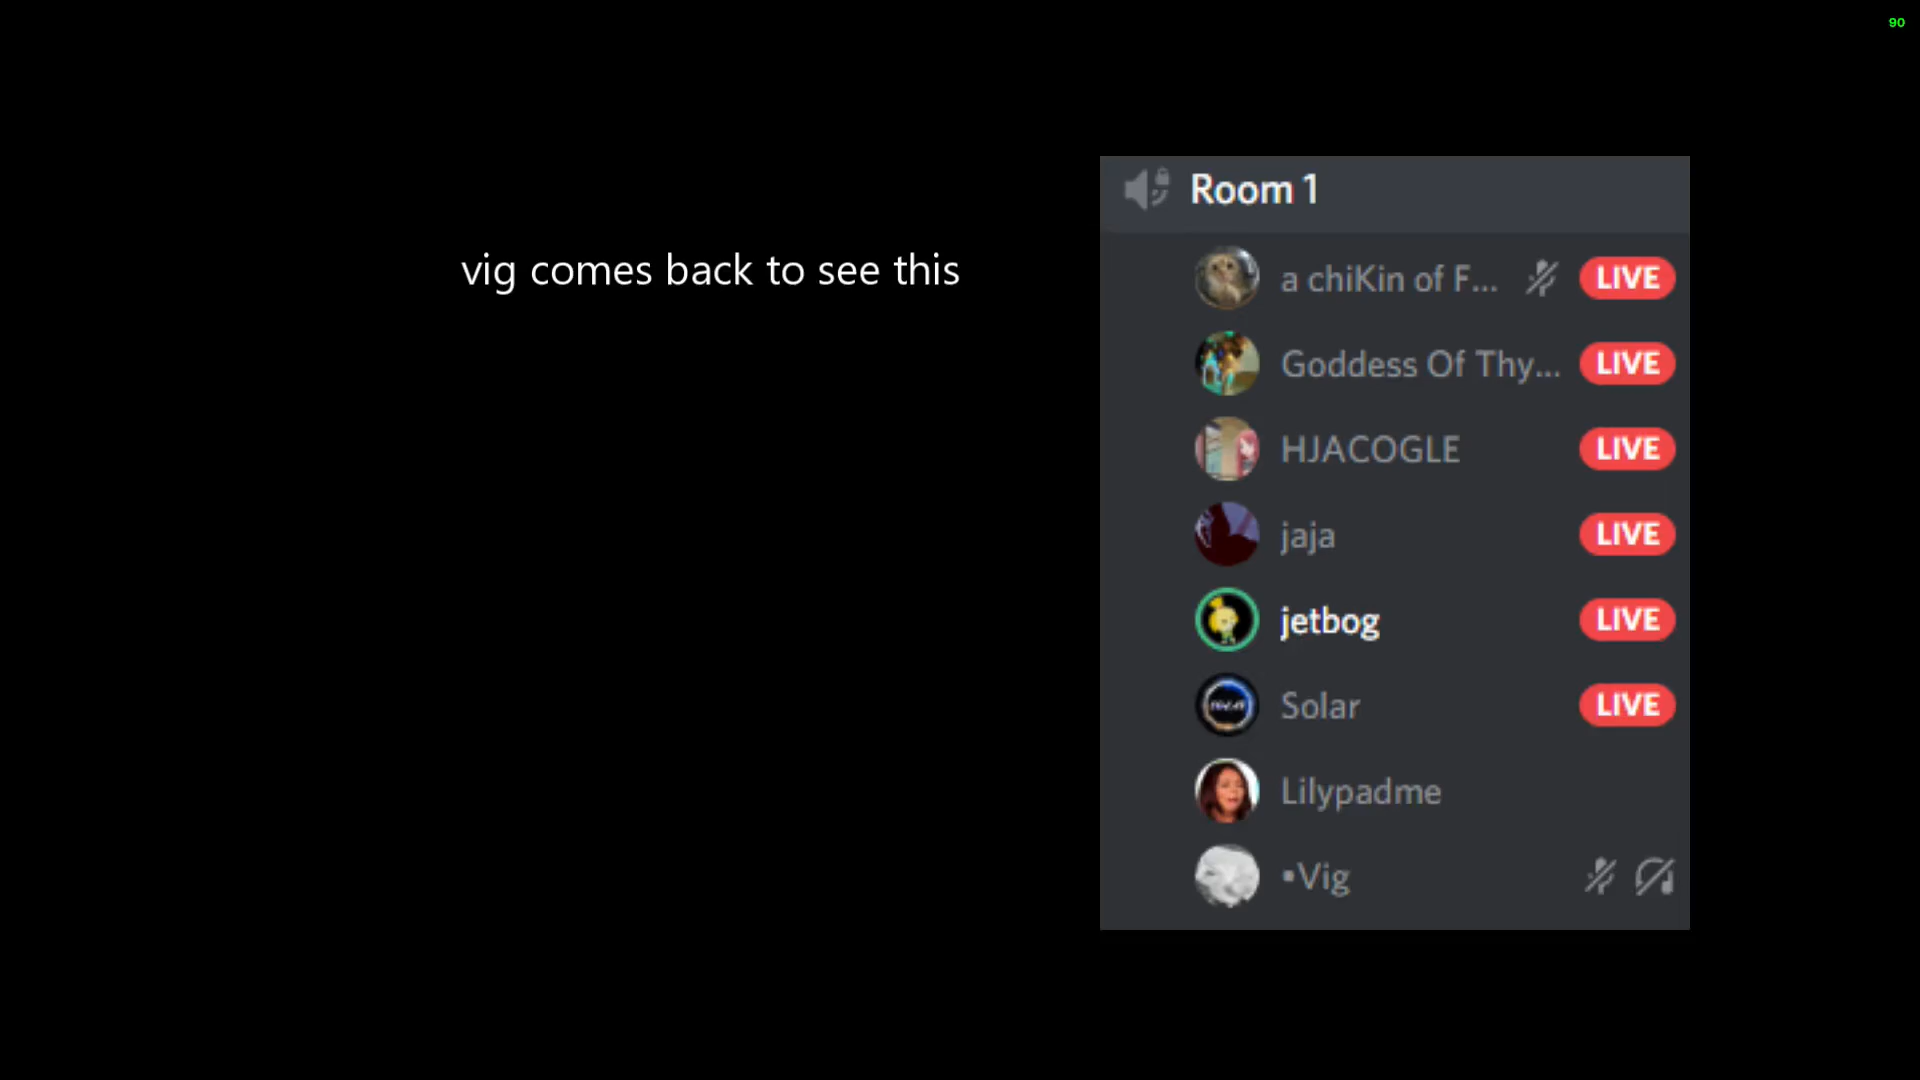 90
vig comes back to see this
Room 1
a chiKin of F... LIVE
Goddess Of Thy... LIVE
HJACOGLE LIVE
jaja LIVE
jetbog LIVE
Solar LIVE
Lilypadme
•Vig